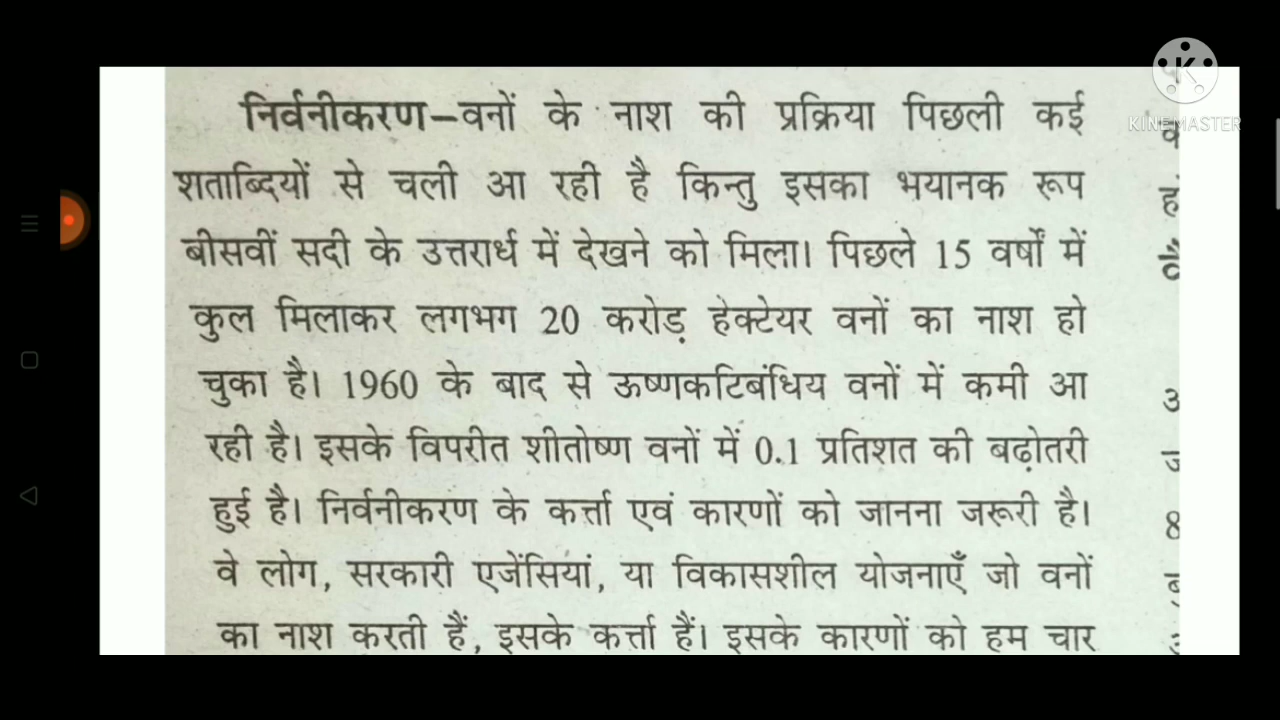 निर्वनीकरण–वनों के नाश की प्रक्रिया पिछली कई
शताब्दियों से चली आ रही है किन्तु इसका भयानक रूप
बीसवीं सदी के उत्तरार्ध में देखने को मिला। पिछले 15 वर्षों में
कुल मिलाकर लगभग 20 करोड़ हेक्टेयर वनों का नाश हो
चुका है। 1960 के बाद से ऊष्णकटिबंधिय वनों में कमी आ
रही है। इसके विपरीत शीतोष्ण वनों में 0.1 प्रतिशत की बढ़ोतरी
हुई है। निर्वनीकरण के कर्त्ता एवं कारणों को जानना जरूरी है।
वे लोग, सरकारी एजेंसियां, या विकासशील योजनाएँ जो वनों
का नाश करती हैं, इसके कर्त्ता हैं। इसके कारणों को हम चार
KINEMASTER